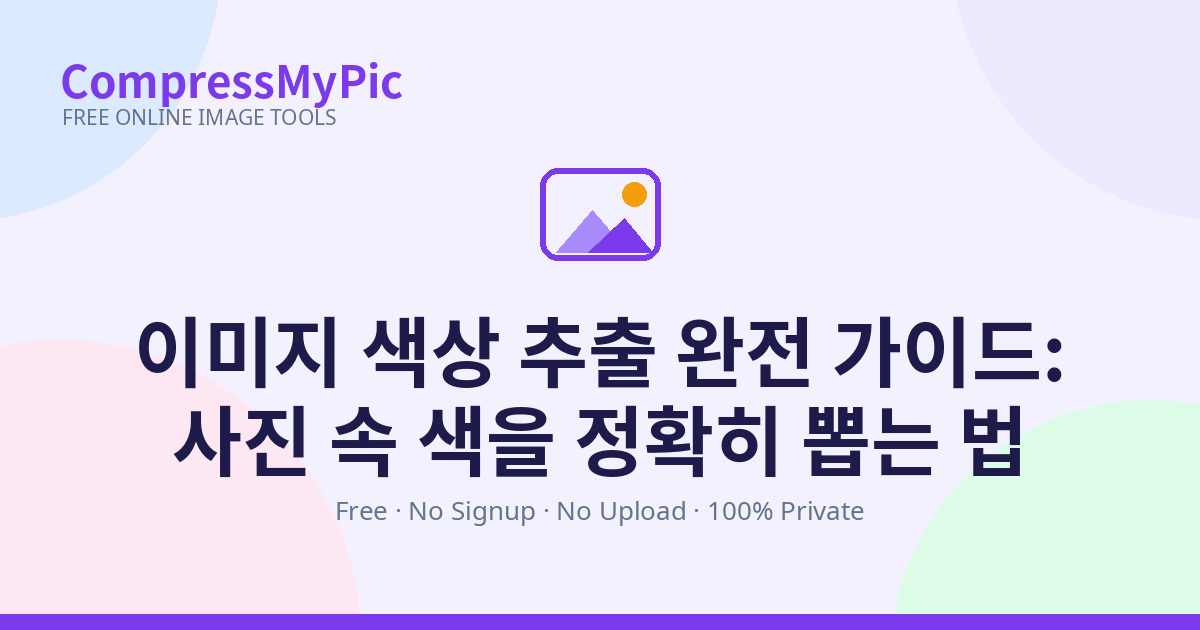 CompressMyPic
FREE ONLINE IMAGE TOOLS
이미지 색상 추출 완전 가이드:
사진 속 색을 정확히 뽑는 법
Free · No Signup · No Upload · 100% Private